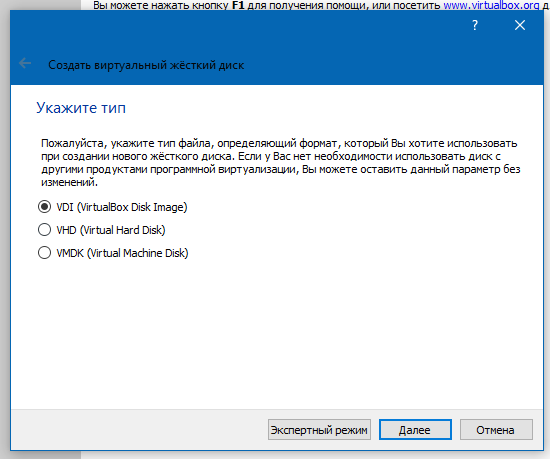 Вы можете нажать кнопку F1 для получения помощи, или посетить www.virtualbox.org д
?
Создать виртуальный жёсткий диск
Укажите тип
Пожалуйста, укажите тип файла, определяющий формат, который Вы хотите использовать
при создании нового жёсткого диска. Если у Вас нет необходимости использовать диск с
другими продуктами программной виртуализации, Вы можете оставить данный параметр без
изменений.
VDI (VirtualBox Disk Image)
VHD (Virtual Hard Disk)
VMDK (Virtual Machine Disk)
Экспертный режим Далее Отмена